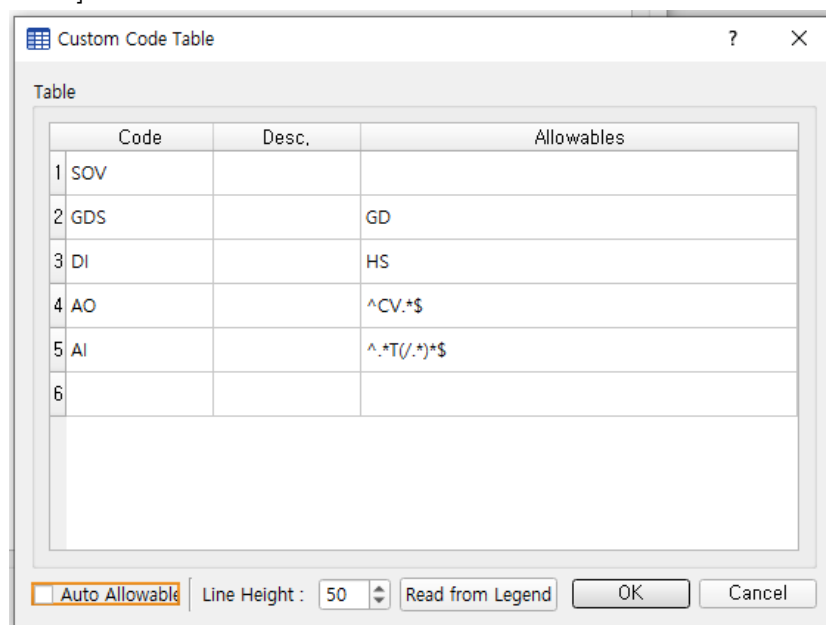 Custom Code Table ? ×
Table
Code Desc. Allowables
1 SOV
2 GDS GD
3 DI HS
4 AO ^CV.*$
5 AI ^.*T(/.*)*$
6
Auto Allowable Line Height : 50 Read from Legend OK Cancel